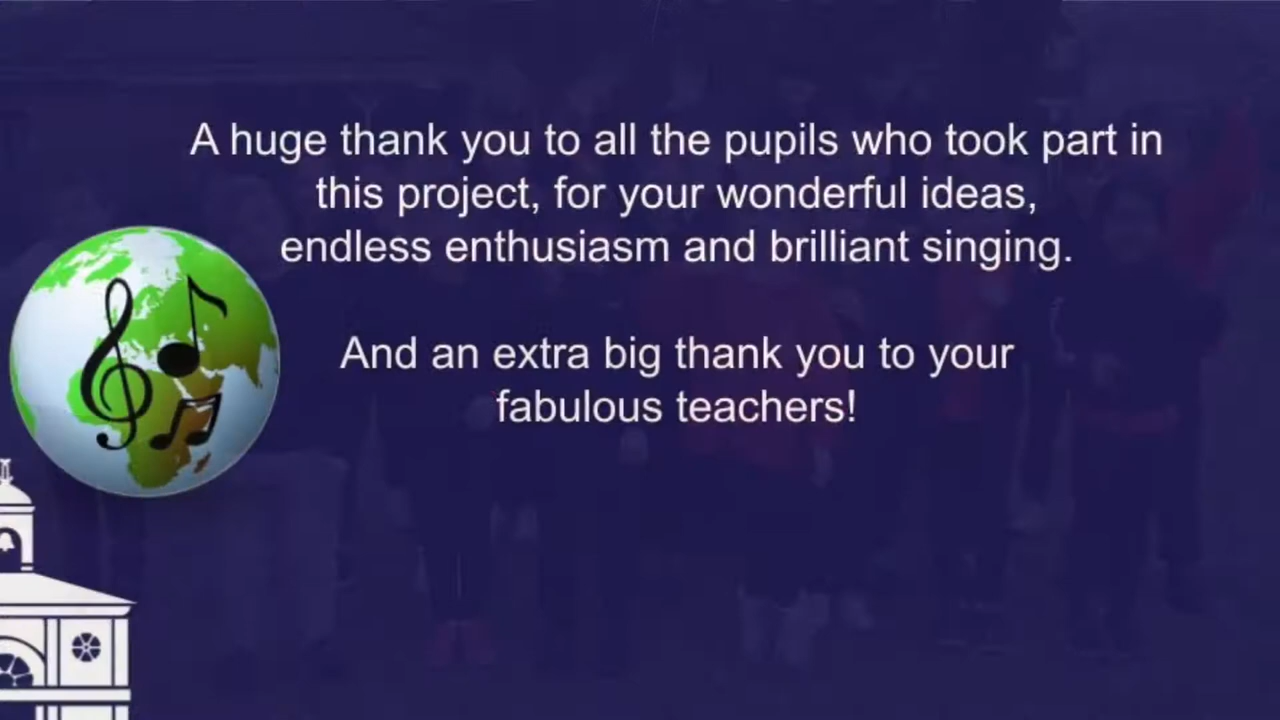 A huge thank you to all the pupils who took part in
this project, for your wonderful ideas,
endless enthusiasm and brilliant singing.
And an extra big thank you to your
fabulous teachers!